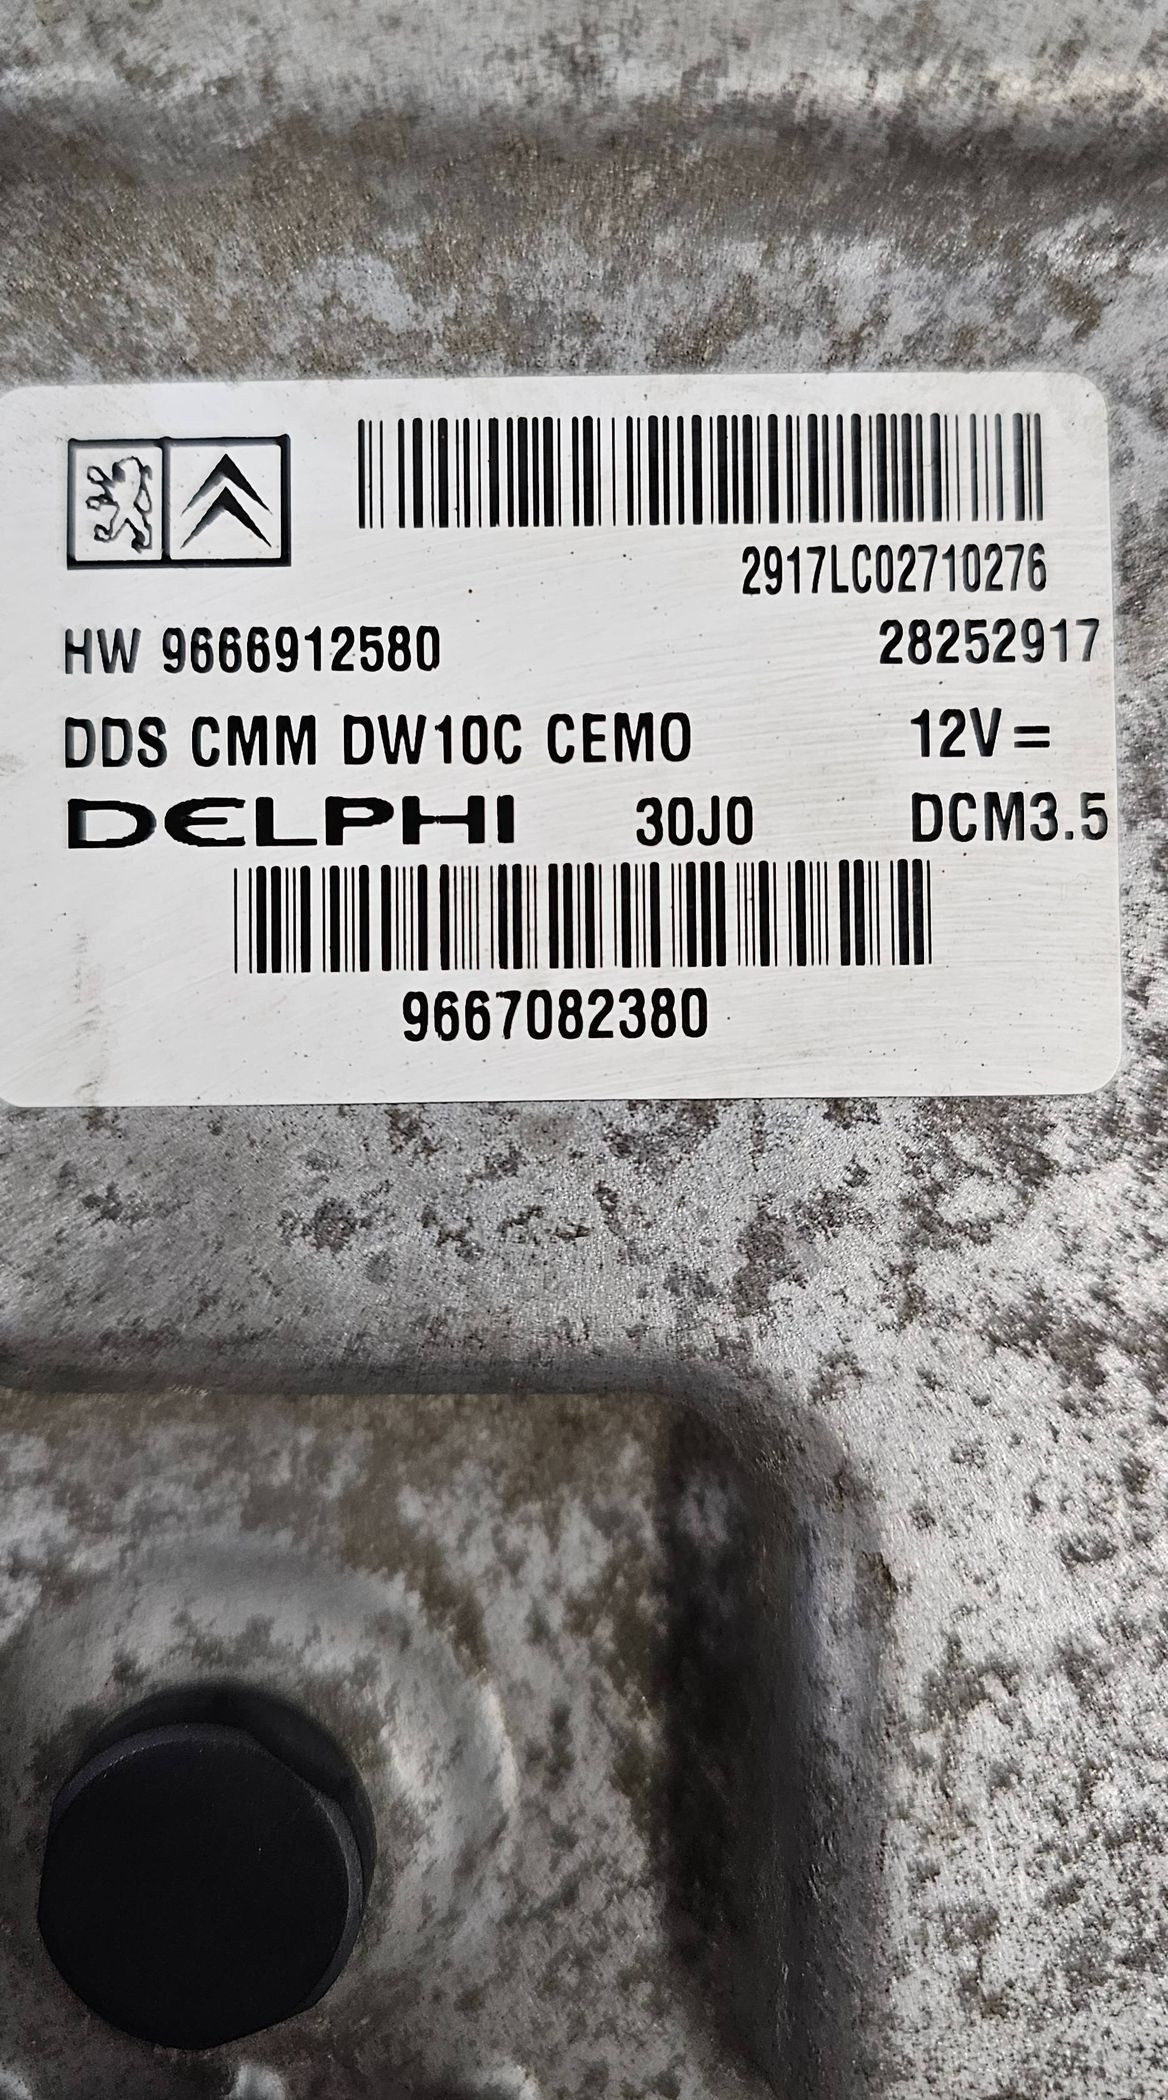 2917LC02710276
HW 9666912580 28252917
DDS CMM DW10C CEMO 12V=
DELPHI 30J0 DCM3.5
9667082380